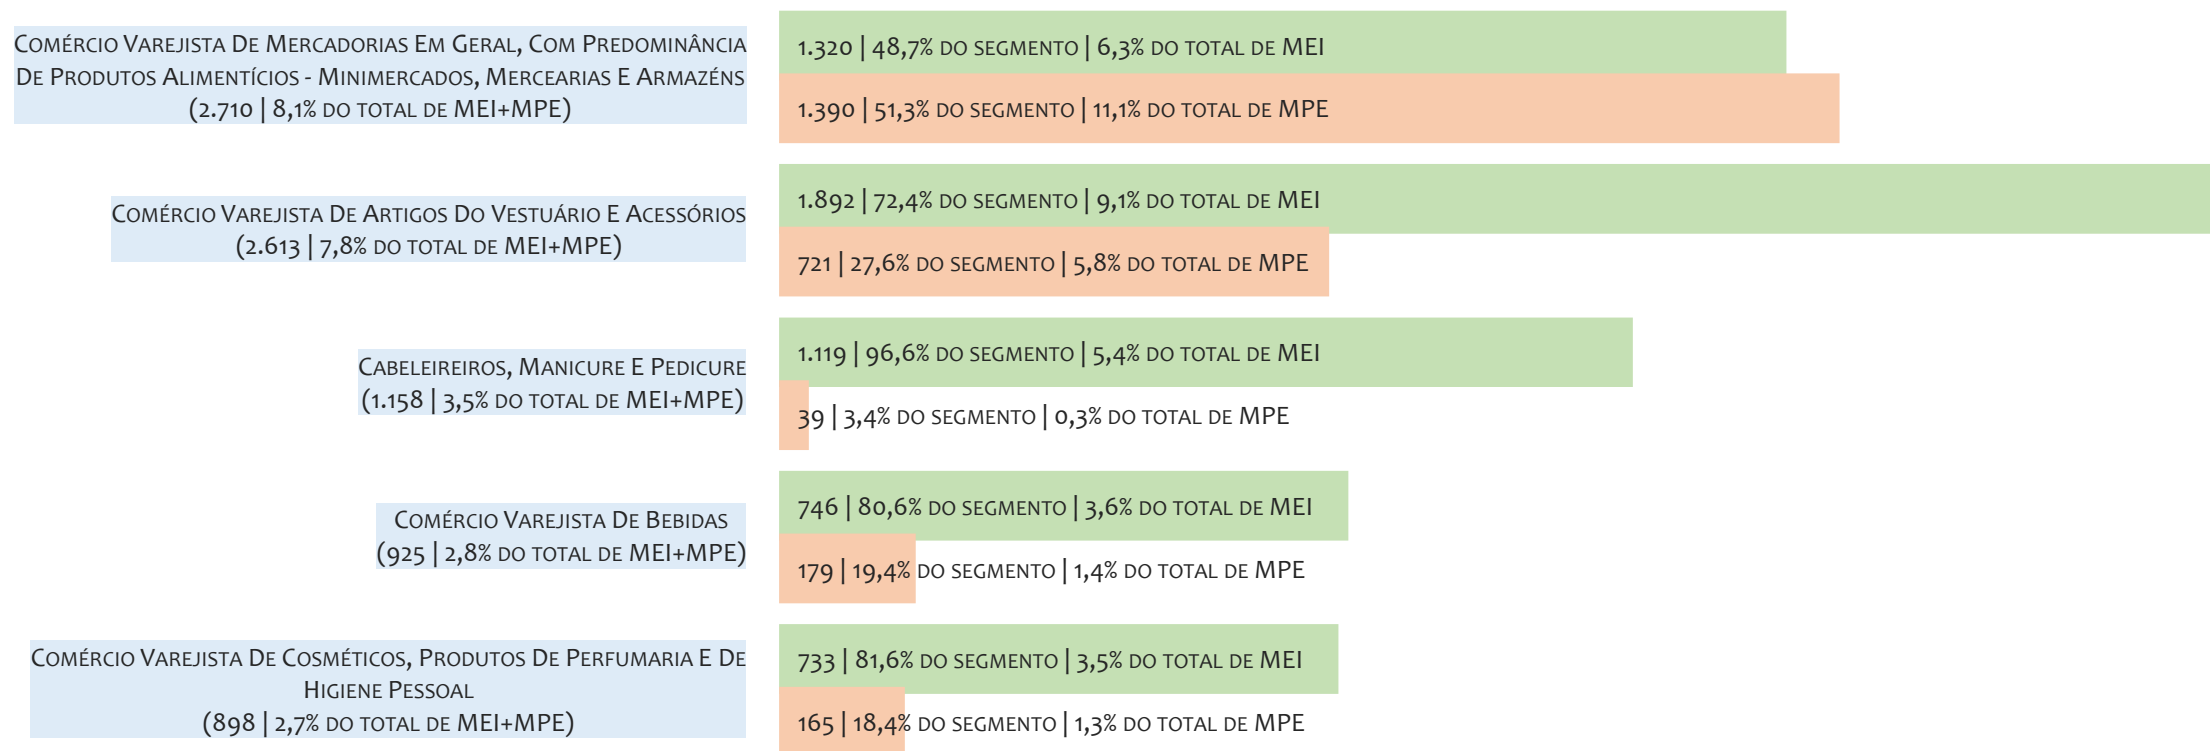 Comércio Varejista De Mercadorias Em Geral, Com Predominância
De Produtos Alimentícios - Minimercados, Mercearias E Armazéns
(2.710 | 8,1% do total de MEI+MPE)
1.320 | 48,7% do segmento | 6,3% do total de MEI
1.390 | 51,3% do segmento | 11,1% do total de MPE
Comércio Varejista De Artigos Do Vestuário E Acessórios
(2.613 | 7,8% do total de MEI+MPE)
1.892 | 72,4% do segmento | 9,1% do total de MEI
721 | 27,6% do segmento | 5,8% do total de MPE
Cabeleireiros, Manicure E Pedicure
(1.158 | 3,5% do total de MEI+MPE)
1.119 | 96,6% do segmento | 5,4% do total de MEI
39 | 3,4% do segmento | 0,3% do total de MPE
Comércio Varejista De Bebidas
(925 | 2,8% do total de MEI+MPE)
746 | 80,6% do segmento | 3,6% do total de MEI
179 | 19,4% do segmento | 1,4% do total de MPE
Comércio Varejista De Cosméticos, Produtos De Perfumaria E De
Higiene Pessoal
(898 | 2,7% do total de MEI+MPE)
733 | 81,6% do segmento | 3,5% do total de MEI
165 | 18,4% do segmento | 1,3% do total de MPE